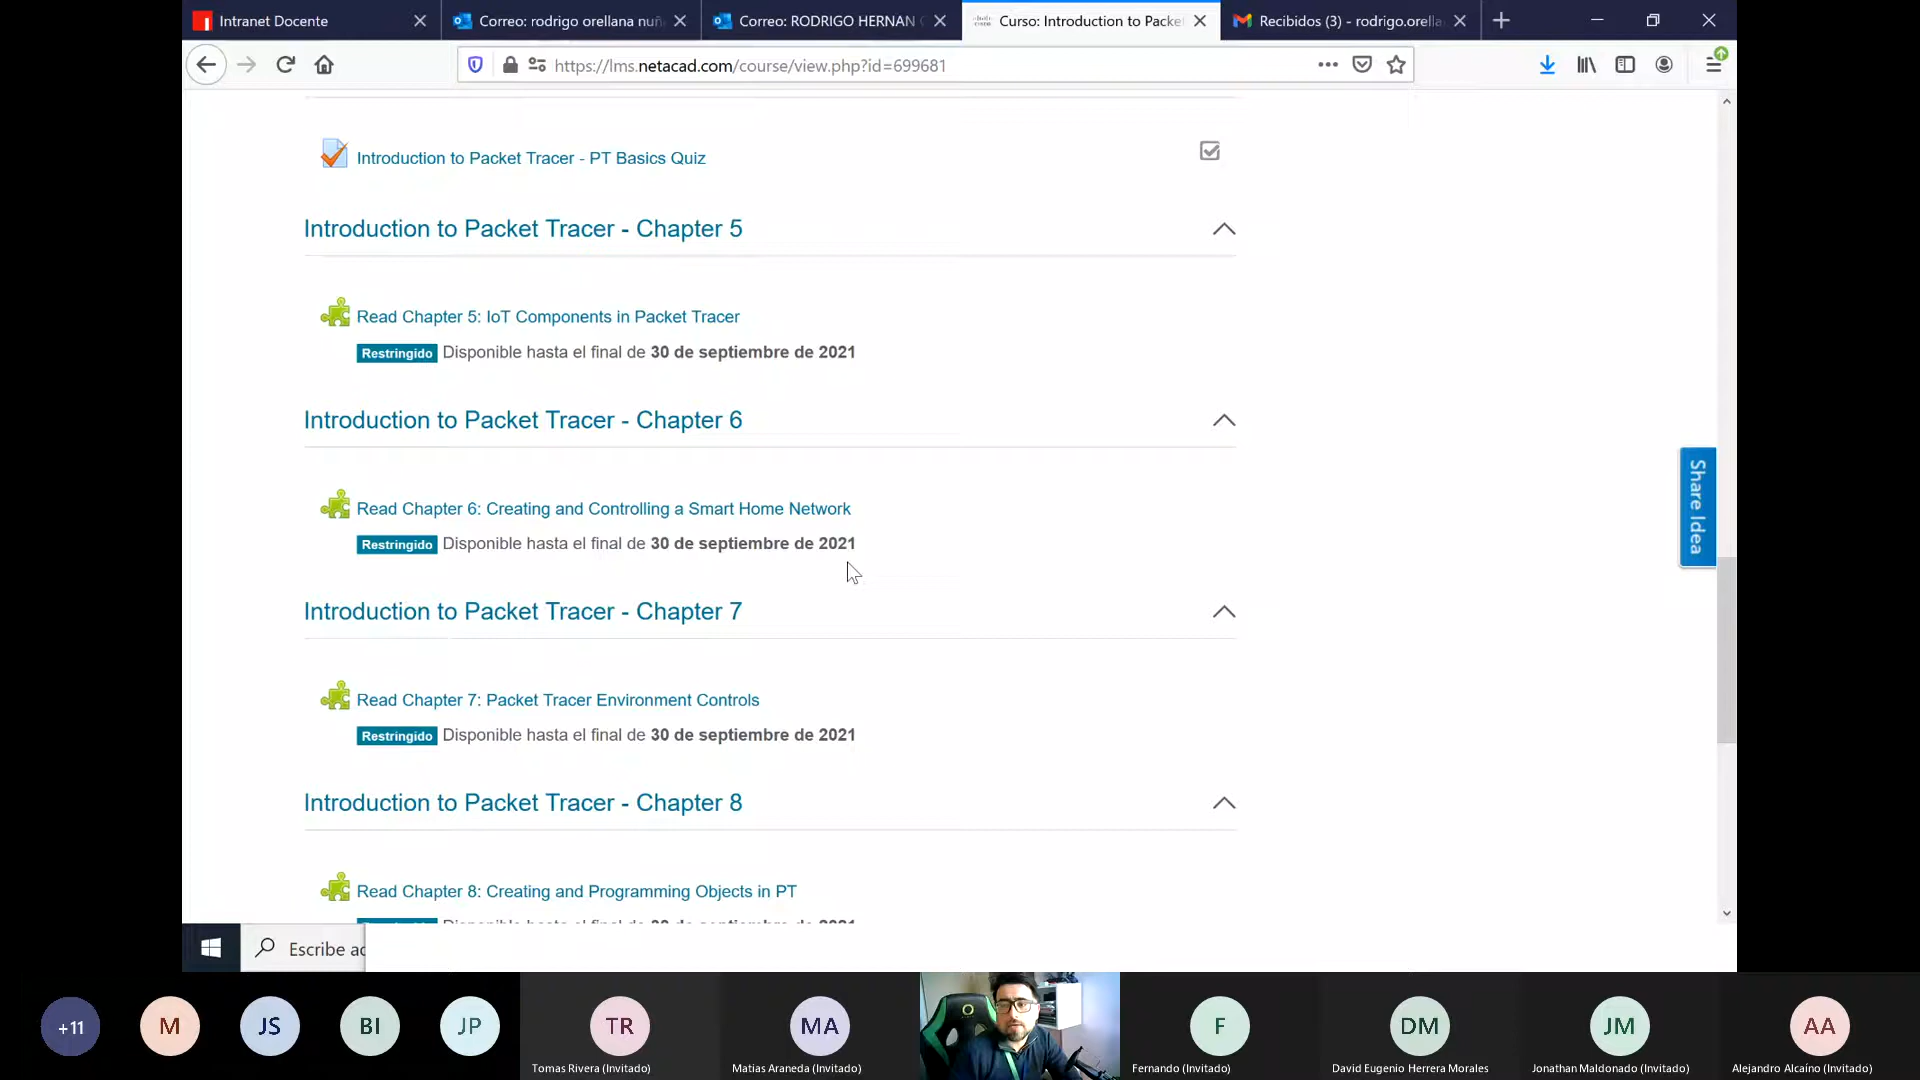 Intranet Docente
Correo: rodrigo orellana nuñ
Correo: RODRIGO HERNAN
Curso: Introduction to Packe
Recibidos (3) - rodrigo.orella
https://lms.netacad.com/course/view.php?id=699681
Introduction to Packet Tracer - PT Basics Quiz
Introduction to Packet Tracer - Chapter 5
Read Chapter 5: IoT Components in Packet Tracer
Restringido Disponible hasta el final de 30 de septiembre de 2021
Introduction to Packet Tracer - Chapter 6
Read Chapter 6: Creating and Controlling a Smart Home Network
Restringido Disponible hasta el final de 30 de septiembre de 2021
Share Idea
Introduction to Packet Tracer - Chapter 7
Read Chapter 7: Packet Tracer Environment Controls
Restringido Disponible hasta el final de 30 de septiembre de 2021
Introduction to Packet Tracer - Chapter 8
Read Chapter 8: Creating and Programming Objects in PT
Escribe ac
+11
M
JS
BI
JP
TR
MA
F
DM
JM
AA
Tomas Rivera (Invitado)
Matias Araneda (Invitado)
Fernando (Invitado)
David Eugenio Herrera Morales
Jonathan Maldonado (Invitado)
Alejandro Alcaíno (Invitado)